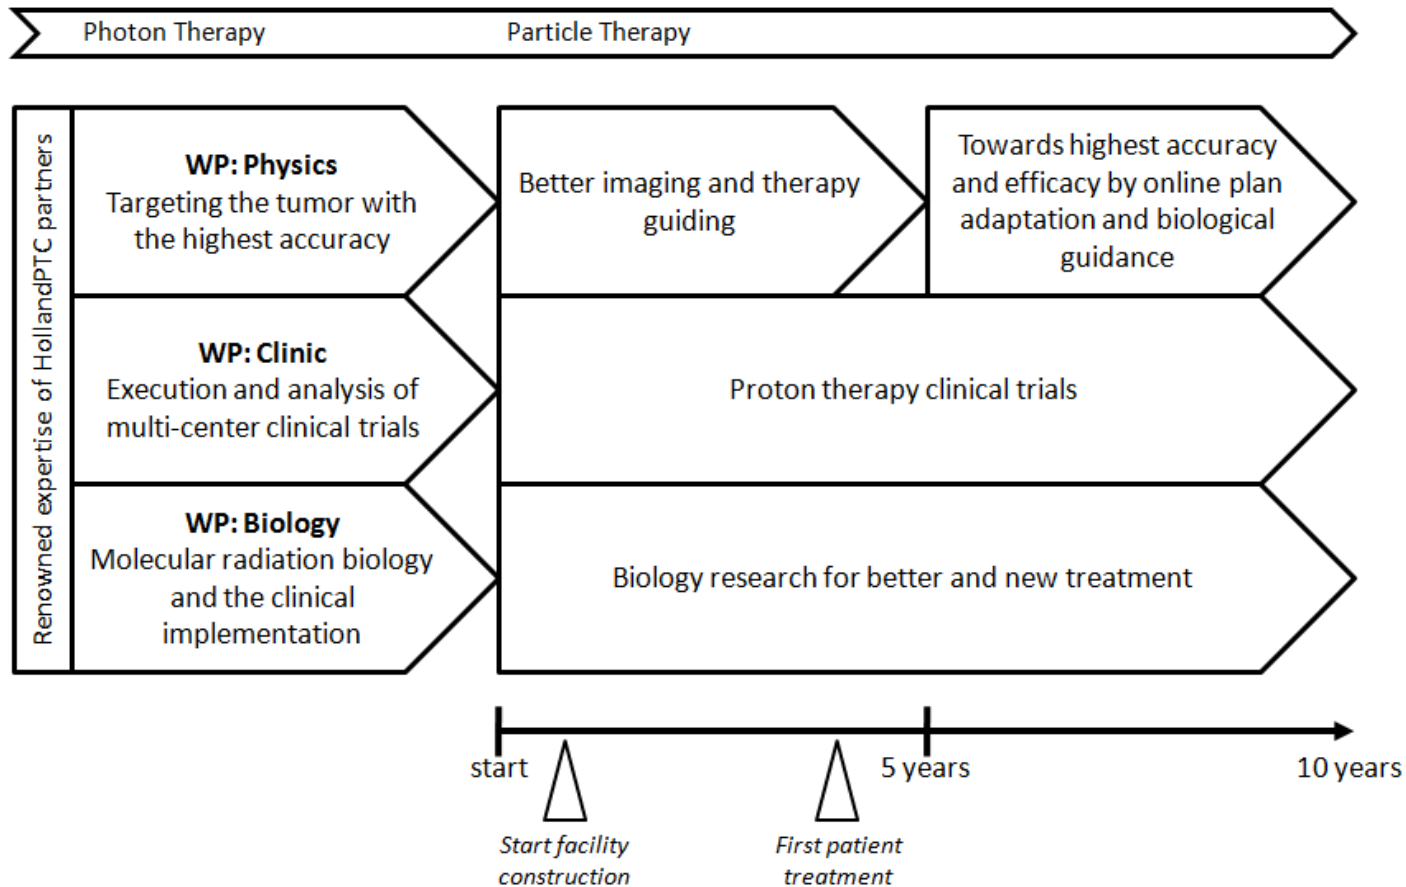 Photon Therapy
Particle Therapy
Renowned expertise of HollandPTC partners
WP: Physics
Targeting the tumor with
the highest accuracy
Better imaging and therapy
guiding
Towards highest accuracy
and efficacy by online plan
adaptation and biological
guidance
WP: Clinic
Execution and analysis of
multi-center clinical trials
Proton therapy clinical trials
WP: Biology
Molecular radiation biology
and the clinical
implementation
Biology research for better and new treatment
start
5 years
10 years
Start facility
construction
First patient
treatment